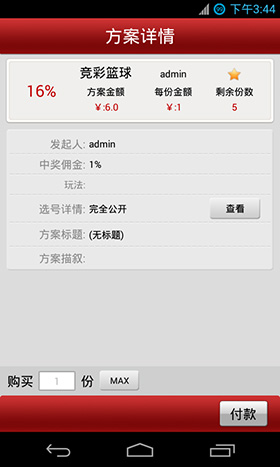 下午3:44
方案详情
16%
竞彩篮球 admin
方案金额 每份金额 剩余份数
¥:6.0 ¥:1 5
发起人: admin
中奖佣金: 1%
玩法:
选号详情: 完全公开 查看
方案标题: (无标题)
方案描叙:
购买 1 份 MAX
付款